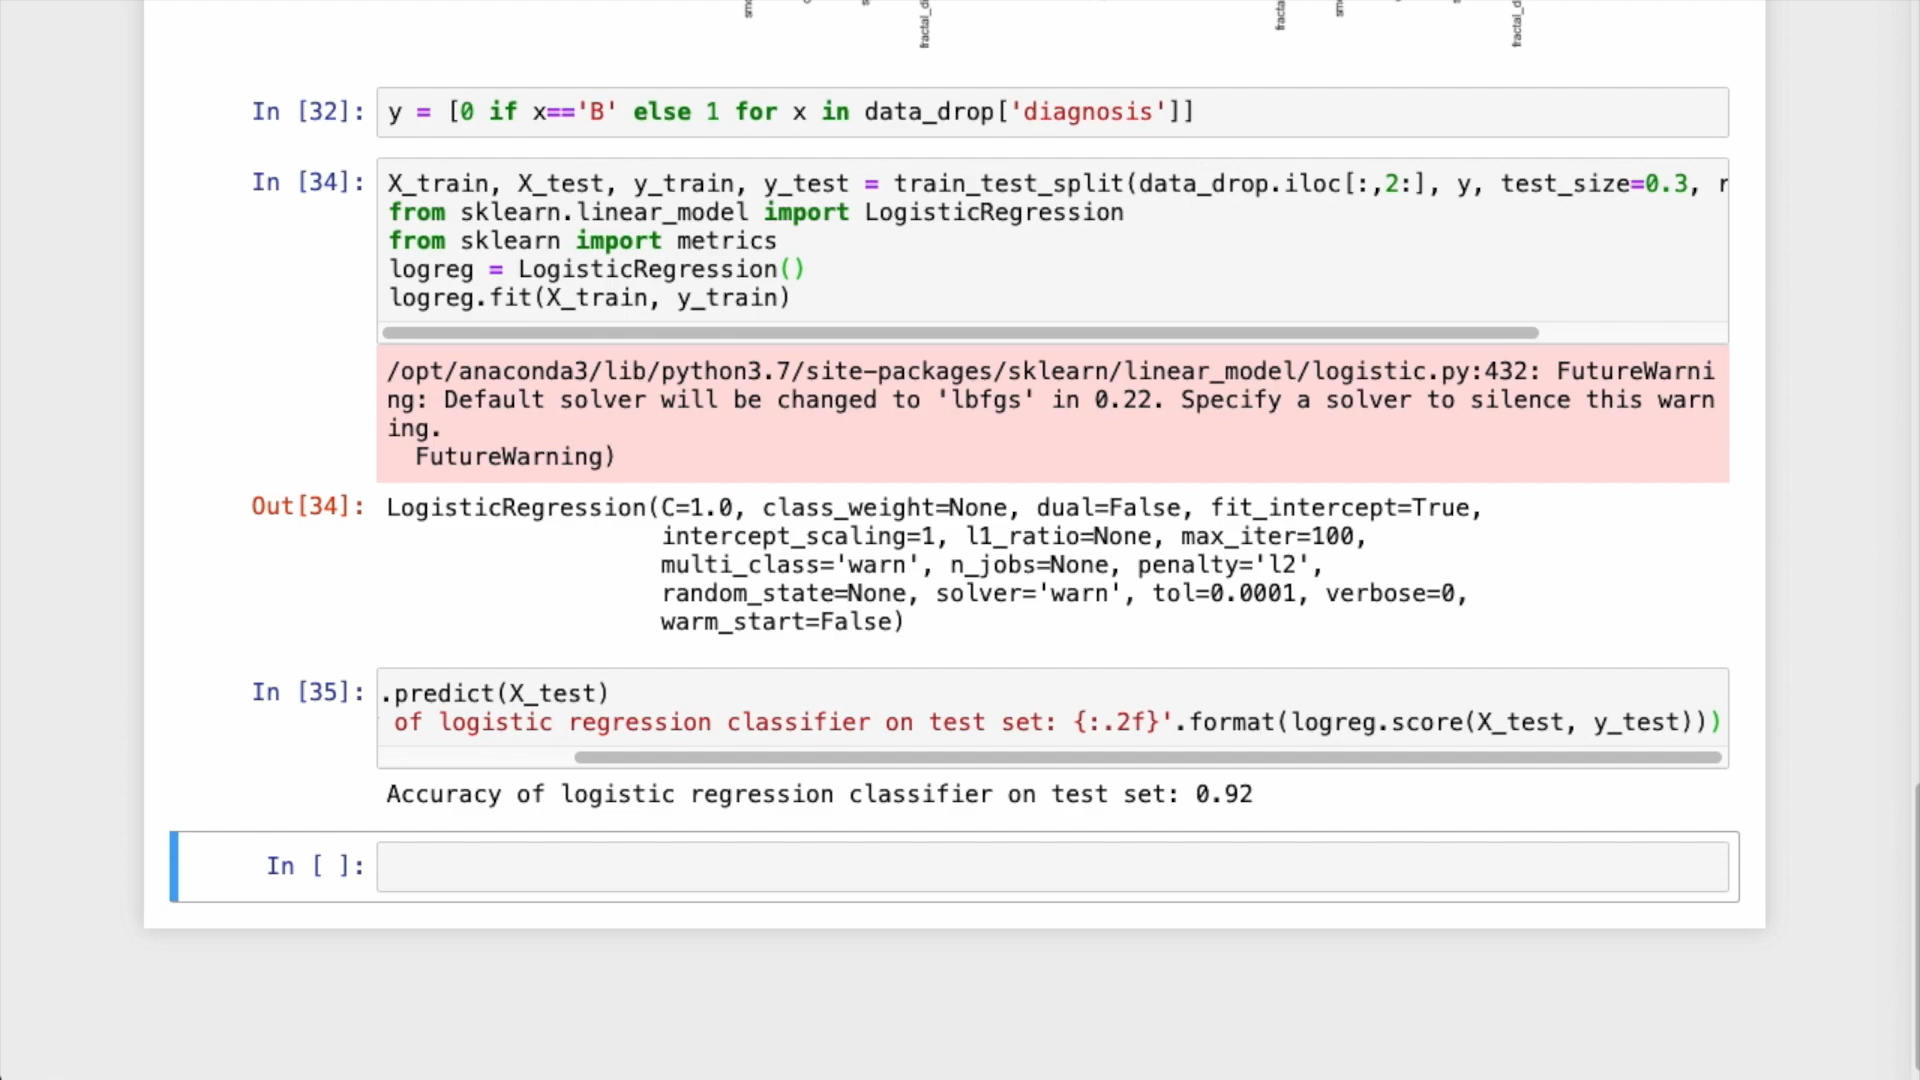 fractal_d
fracta
fractal_d
In [32]: y = [0 if x=='B' else 1 for x in data_drop['diagnosis']]
In [34]: X_train, X_test, y_train, y_test = train_test_split(data_drop.iloc[:,2:], y, test_size=0.3, r
from sklearn.linear_model import LogisticRegression
from sklearn import metrics
logreg = LogisticRegression()
logreg.fit(X_train, y_train)
/opt/anaconda3/lib/python3.7/site-packages/sklearn/linear_model/logistic.py:432: FutureWarni
ng: Default solver will be changed to 'lbfgs' in 0.22. Specify a solver to silence this warn
ing.
FutureWarning)
Out[34]: LogisticRegression(C=1.0, class_weight=None, dual=False, fit_intercept=True,
intercept_scaling=1, l1_ratio=None, max_iter=100,
multi_class='warn', n_jobs=None, penalty='l2',
random_state=None, solver='warn', tol=0.0001, verbose=0,
warm_start=False)
In [35]: .predict(X_test)
of logistic regression classifier on test set: {:.2f}'.format(logreg.score(X_test, y_test)))
Accuracy of logistic regression classifier on test set: 0.92
In [ ]: